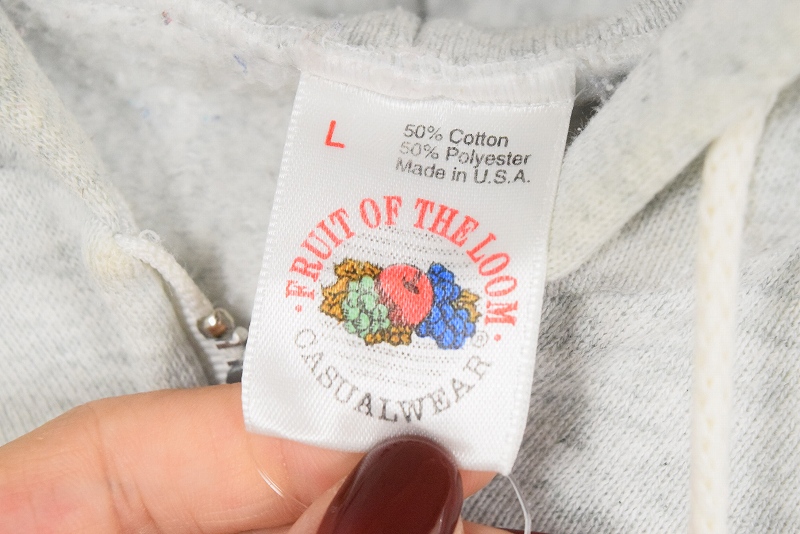 L
50% Cotton
50% Polyester
Made in U.S.A.
· FRUIT OF THE LOOM ·
CASUALWEAR®